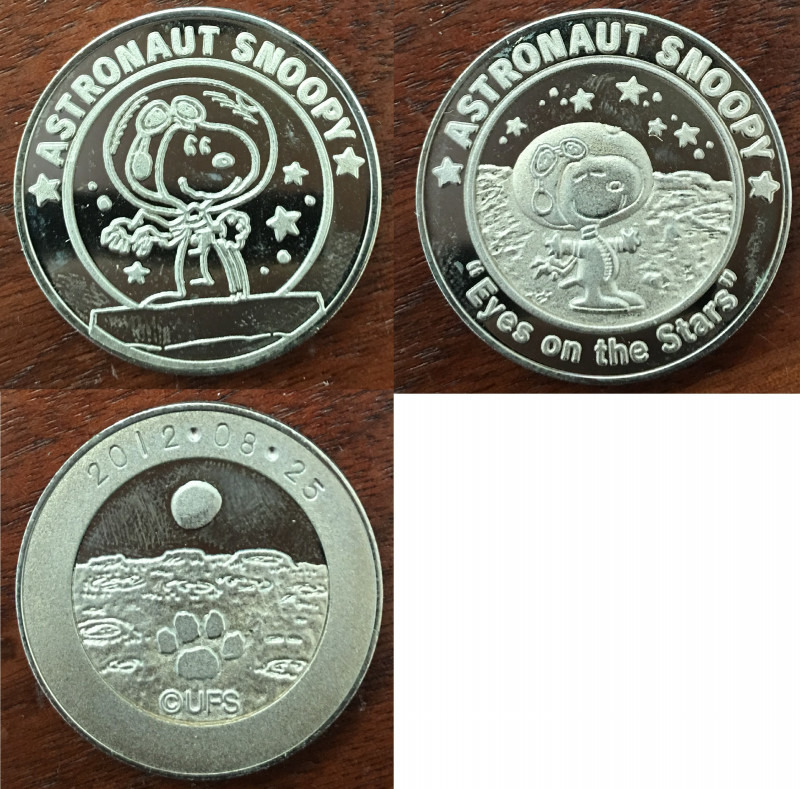 ASTRONAUT SNOOPY
ASTRONAUT SNOOPY
"Eyes on the Stars"
2012·08·25
©UFS